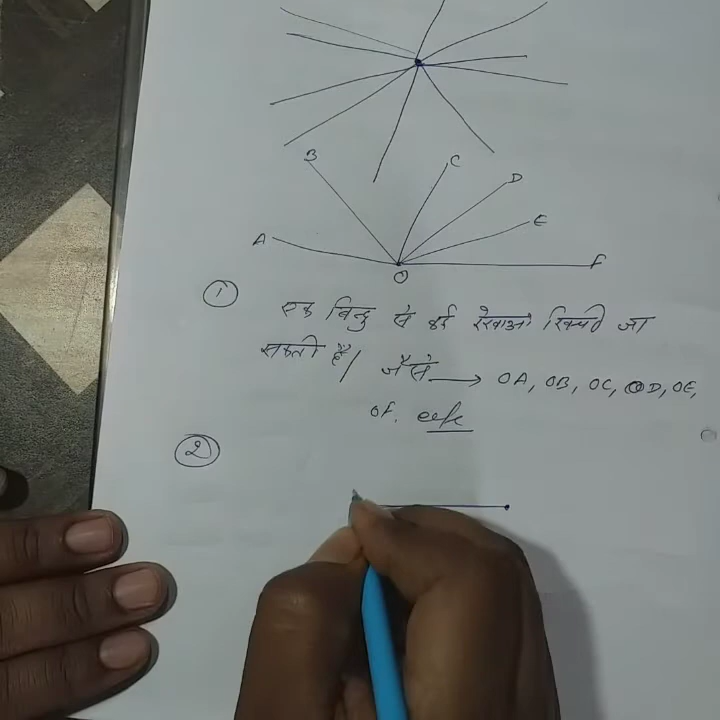 B
C
D
A
E
O
F
①
एक बिन्दु से कई रेखाओ खिंची जा
सकती हैं। जैसे → OA, OB, OC, OD, OE,
OF. etc
②